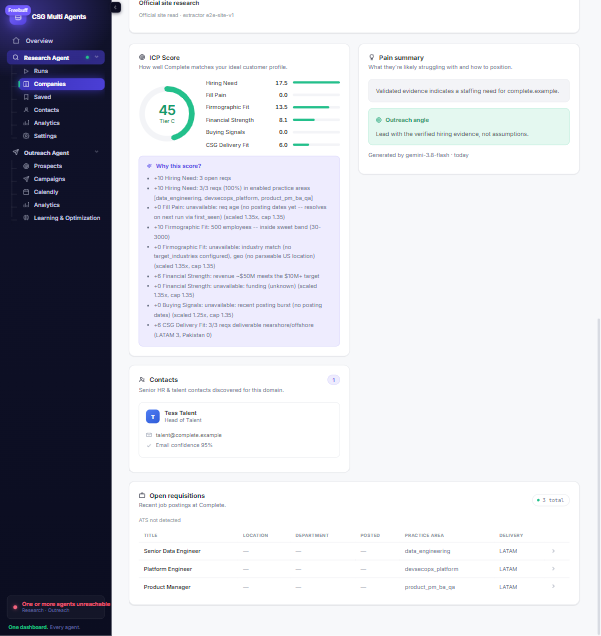 Freebuff
CSG Multi Agents
Overview
Research Agent
Runs
Companies
Saved
Contacts
Analytics
Settings
Outreach Agent
Prospects
Campaigns
Calendly
Analytics
Learning & Optimization
One or more agents unreachable
Research · Outreach
One dashboard. Every agent.
Official site research
Official site read · extractor e2e-site-v1
ICP Score
How well Complete matches your ideal customer profile.
45
Tier C
Hiring Need 17.5
Fill Pain 0.0
Firmographic Fit 13.5
Financial Strength 8.1
Buying Signals 0.0
CSG Delivery Fit 6.0
Why this score?
+10 Hiring Need: 3 open reqs
+10 Hiring Need: 3/3 reqs (100%) in enabled practice areas
[data_engineering, devsecops_platform, product_pm_ba_qa]
+0 Fill Pain: unavailable: req age (no posting dates yet -- resolves
on next run via first_seen) (scaled 1.35x, cap 1.35)
+10 Firmographic Fit: 500 employees -- inside sweet band (30-
3000)
+0 Firmographic Fit: unavailable: industry match (no
target_industries configured), geo (no parseable US location)
(scaled 1.35x, cap 1.35)
+6 Financial Strength: revenue ~$50M meets the $10M+ target
+0 Financial Strength: unavailable: funding (unknown) (scaled
1.35x, cap 1.35)
+0 Buying Signals: unavailable: recent posting burst (no posting
dates) (scaled 1.25x, cap 1.35)
+6 CSG Delivery Fit: 3/3 reqs deliverable nearshore/offshore
(LATAM 3, Pakistan 0)
Pain summary
What they're likely struggling with and how to position.
Validated evidence indicates a staffing need for complete.example.
Outreach angle
Lead with the verified hiring evidence, not assumptions.
Generated by gemini-3.6-flash · today
Contacts
1
Senior HR & talent contacts discovered for this domain.
T
Tess Talent
Head of Talent
talent@complete.example
Email confidence 95%
Open requisitions
Recent job postings at Complete.
3 total
ATS not detected
TITLE LOCATION DEPARTMENT POSTED PRACTICE AREA DELIVERY
Senior Data Engineer — — — data_engineering LATAM
Platform Engineer — — — devsecops_platform LATAM
Product Manager — — — product_pm_ba_qa LATAM